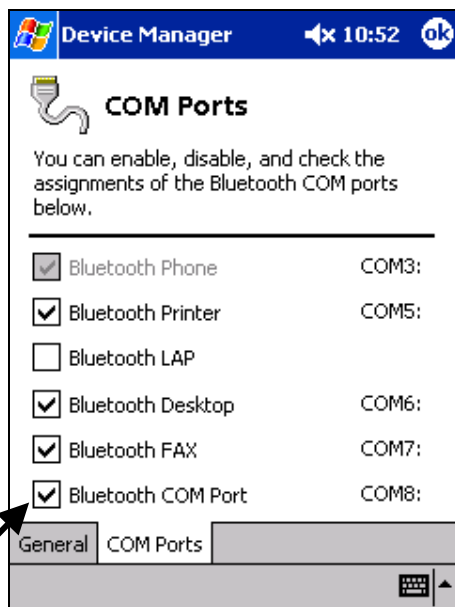 Device Manager 10:52 ok
COM Ports
You can enable, disable, and check the
assignments of the Bluetooth COM ports
below.
Bluetooth Phone COM3:
Bluetooth Printer COM5:
Bluetooth LAP
Bluetooth Desktop COM6:
Bluetooth FAX COM7:
Bluetooth COM Port COM8:
General COM Ports